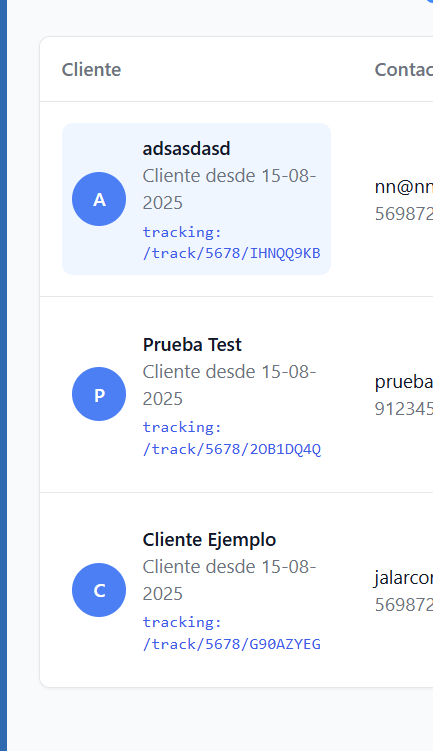 Cliente
Contac
A
adsasdasd
Cliente desde 15-08-
2025
tracking:
/track/5678/IHNQQ9KB
nn@nn
569872
P
Prueba Test
Cliente desde 15-08-
2025
tracking:
/track/5678/2OB1DQ4Q
prueba
912345
C
Cliente Ejemplo
Cliente desde 15-08-
2025
tracking:
/track/5678/G90AZYEG
jalarcor
569872